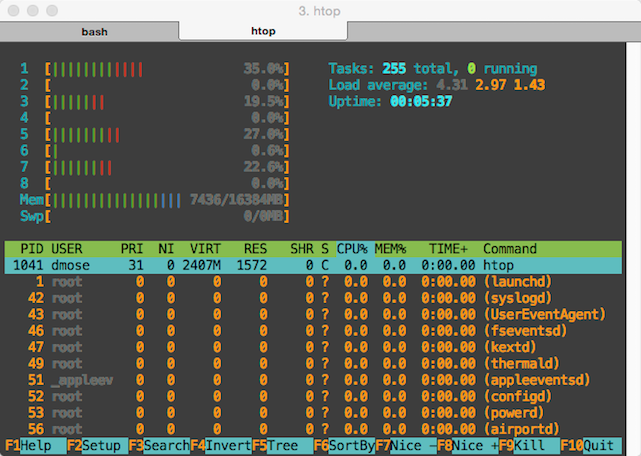 3. htop
bash htop
1 [||||||||||||| 35.0%] Tasks: 255 total, 0 running
2 [ 0.0%] Load average: 4.31 2.97 1.43
3 [||||||| 19.5%] Uptime: 00:05:37
4 [ 0.0%]
5 [||||||||| 27.0%]
6 [| 0.6%]
7 [|||||||| 22.6%]
8 [ 0.0%]
Mem[|||||||||||||||||| 7436/16384MB]
Swp[ 0/0MB]
PID USER PRI NI VIRT RES SHR S CPU% MEM% TIME+ Command
1041 dmose 31 0 2407M 1572 0 C 0.0 0.0 0:00.00 htop
1 root 0 0 0 0 0 ? 0.0 0.0 0:00.00 (launchd)
42 root 0 0 0 0 0 ? 0.0 0.0 0:00.00 (syslogd)
43 root 0 0 0 0 0 ? 0.0 0.0 0:00.00 (UserEventAgent)
46 root 0 0 0 0 0 ? 0.0 0.0 0:00.00 (fseventsd)
47 root 0 0 0 0 0 ? 0.0 0.0 0:00.00 (kextd)
49 root 0 0 0 0 0 ? 0.0 0.0 0:00.00 (thermald)
51 _appleev 0 0 0 0 0 ? 0.0 0.0 0:00.00 (appleeventsd)
52 root 0 0 0 0 0 ? 0.0 0.0 0:00.00 (configd)
53 root 0 0 0 0 0 ? 0.0 0.0 0:00.00 (powerd)
56 root 0 0 0 0 0 ? 0.0 0.0 0:00.00 (airportd)
F1Help F2Setup F3SearchF4InvertF5Tree F6SortByF7Nice -F8Nice +F9Kill F10Quit